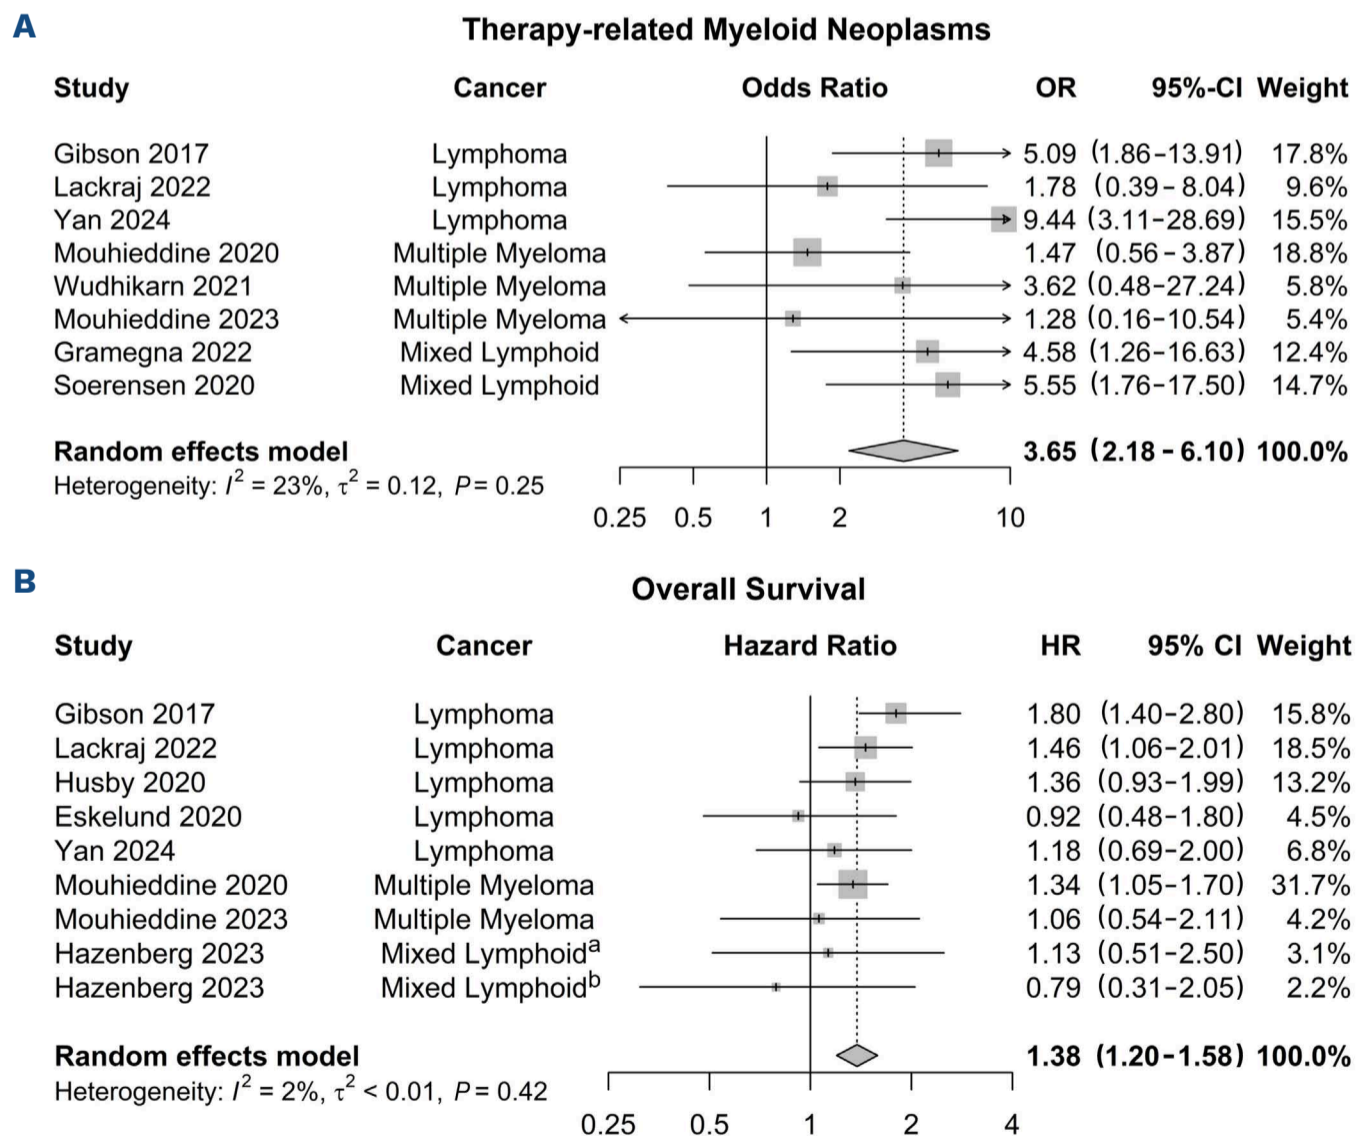 A
Therapy-related Myeloid Neoplasms
Study Cancer Odds Ratio OR 95%-CI Weight
Gibson 2017 Lymphoma 5.09 (1.86–13.91) 17.8%
Lackraj 2022 Lymphoma 1.78 (0.39 – 8.04) 9.6%
Yan 2024 Lymphoma 9.44 (3.11–28.69) 15.5%
Mouhieddine 2020 Multiple Myeloma 1.47 (0.56 – 3.87) 18.8%
Wudhikarn 2021 Multiple Myeloma 3.62 (0.48–27.24) 5.8%
Mouhieddine 2023 Multiple Myeloma 1.28 (0.16–10.54) 5.4%
Gramegna 2022 Mixed Lymphoid 4.58 (1.26–16.63) 12.4%
Soerensen 2020 Mixed Lymphoid 5.55 (1.76–17.50) 14.7%
Random effects model 3.65 (2.18 – 6.10) 100.0%
Heterogeneity: I² = 23%, τ² = 0.12, P = 0.25
0.25 0.5 1 2 10
B
Overall Survival
Study Cancer Hazard Ratio HR 95% CI Weight
Gibson 2017 Lymphoma 1.80 (1.40–2.80) 15.8%
Lackraj 2022 Lymphoma 1.46 (1.06–2.01) 18.5%
Husby 2020 Lymphoma 1.36 (0.93–1.99) 13.2%
Eskelund 2020 Lymphoma 0.92 (0.48–1.80) 4.5%
Yan 2024 Lymphoma 1.18 (0.69–2.00) 6.8%
Mouhieddine 2020 Multiple Myeloma 1.34 (1.05–1.70) 31.7%
Mouhieddine 2023 Multiple Myeloma 1.06 (0.54–2.11) 4.2%
Hazenberg 2023 Mixed Lymphoidᵃ 1.13 (0.51–2.50) 3.1%
Hazenberg 2023 Mixed Lymphoidᵇ 0.79 (0.31–2.05) 2.2%
Random effects model 1.38 (1.20–1.58) 100.0%
Heterogeneity: I² = 2%, τ² < 0.01, P = 0.42
0.25 0.5 1 2 4